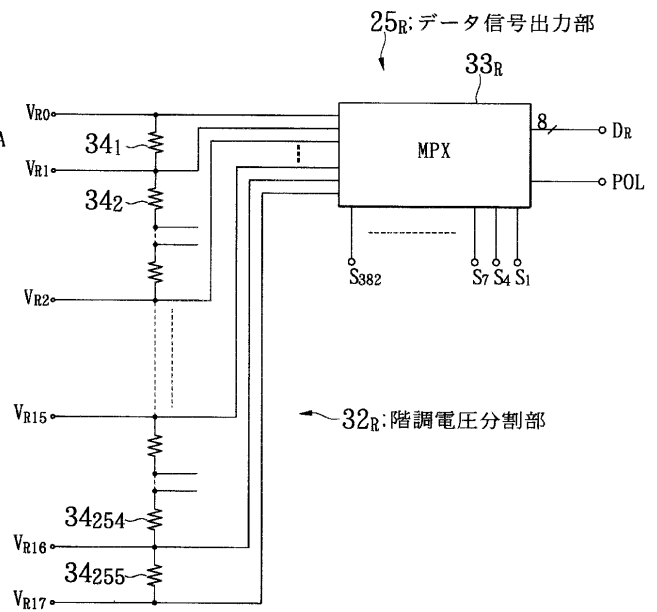 25R;データ信号出力部
33R
VR0
A
34₁
8
DR
MPX
VR1
POL
34₂
S382
S7 S4 S1
VR2
VR15
32R;階調電圧分割部
34₂₅₄
VR16
34₂₅₅
VR17